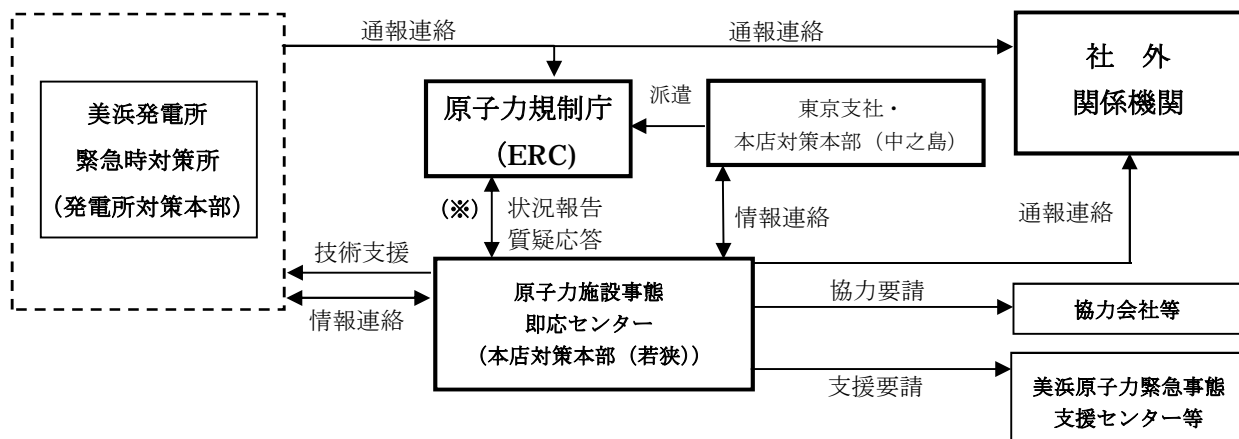 通報連絡
通報連絡
社　外
関係機関
美浜発電所
緊急時対策所
（発電所対策本部）
原子力規制庁
（ERC）
派遣
東京支社・
本店対策本部（中之島）
（※）
状況報告
質疑応答
情報連絡
通報連絡
技術支援
情報連絡
原子力施設事態
即応センター
（本店対策本部（若狭））
協力要請
協力会社等
支援要請
美浜原子力緊急事態
支援センター等